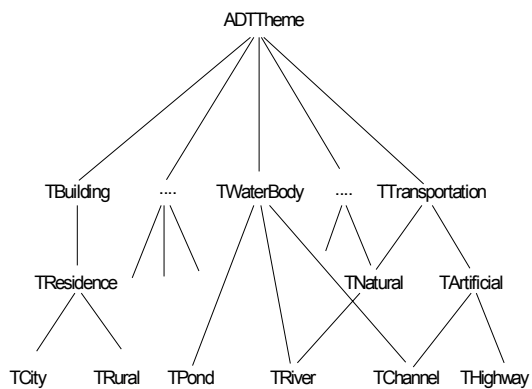 ADTTheme
TBuilding .... TWaterBody .... TTransportation
TResidence TNatural TArtificial
TCity TRural TPond TRiver TChannel THighway